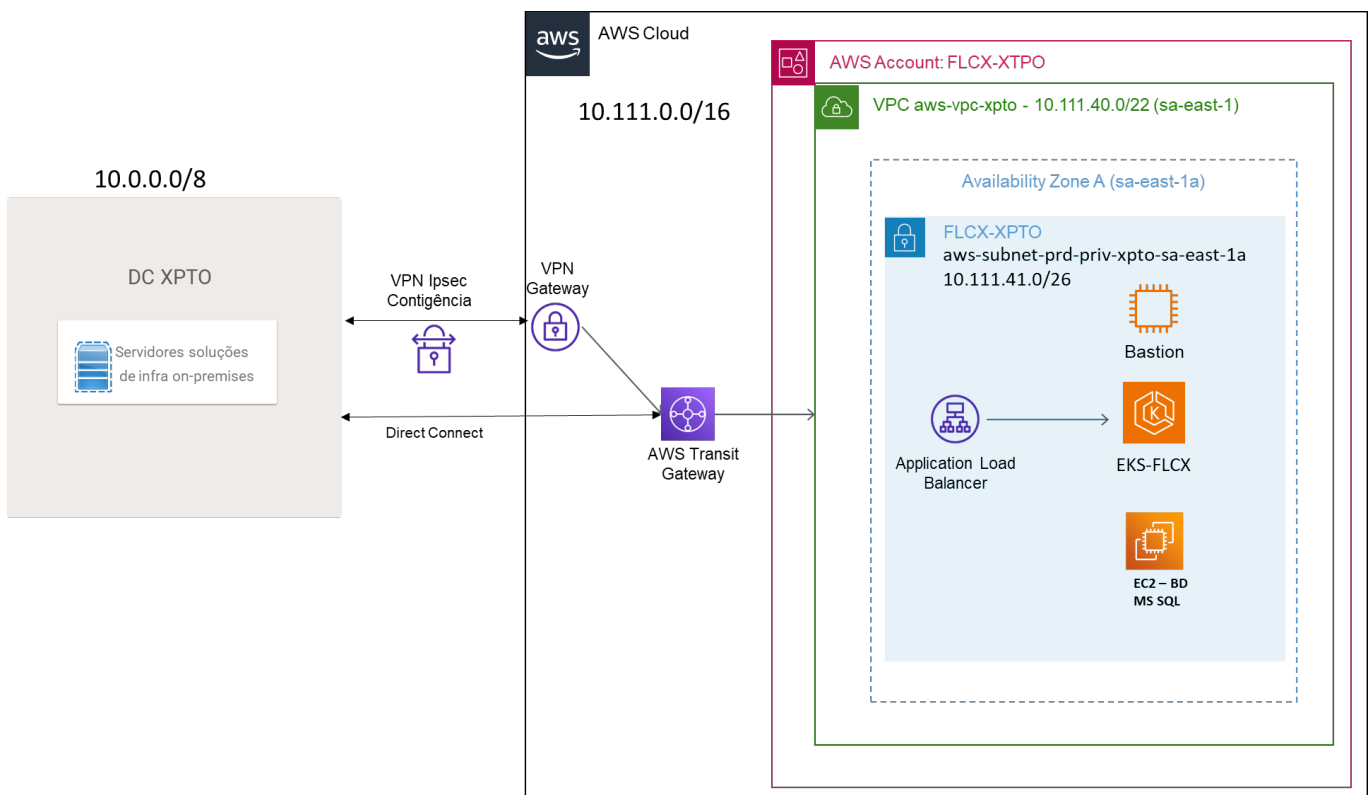 aws
AWS Cloud
10.111.0.0/16
AWS Account: FLCX-XTPO
VPC aws-vpc-xpto - 10.111.40.0/22 (sa-east-1)
Availability Zone A (sa-east-1a)
FLCX-XPTO
aws-subnet-prd-priv-xpto-sa-east-1a
10.111.41.0/26
Bastion
Application Load
Balancer
K
EKS-FLCX
EC2 – BD
MS SQL
10.0.0.0/8
DC XPTO
Servidores soluções
de infra on-premises
VPN Ipsec
Contigência
VPN
Gateway
Direct Connect
AWS Transit
Gateway